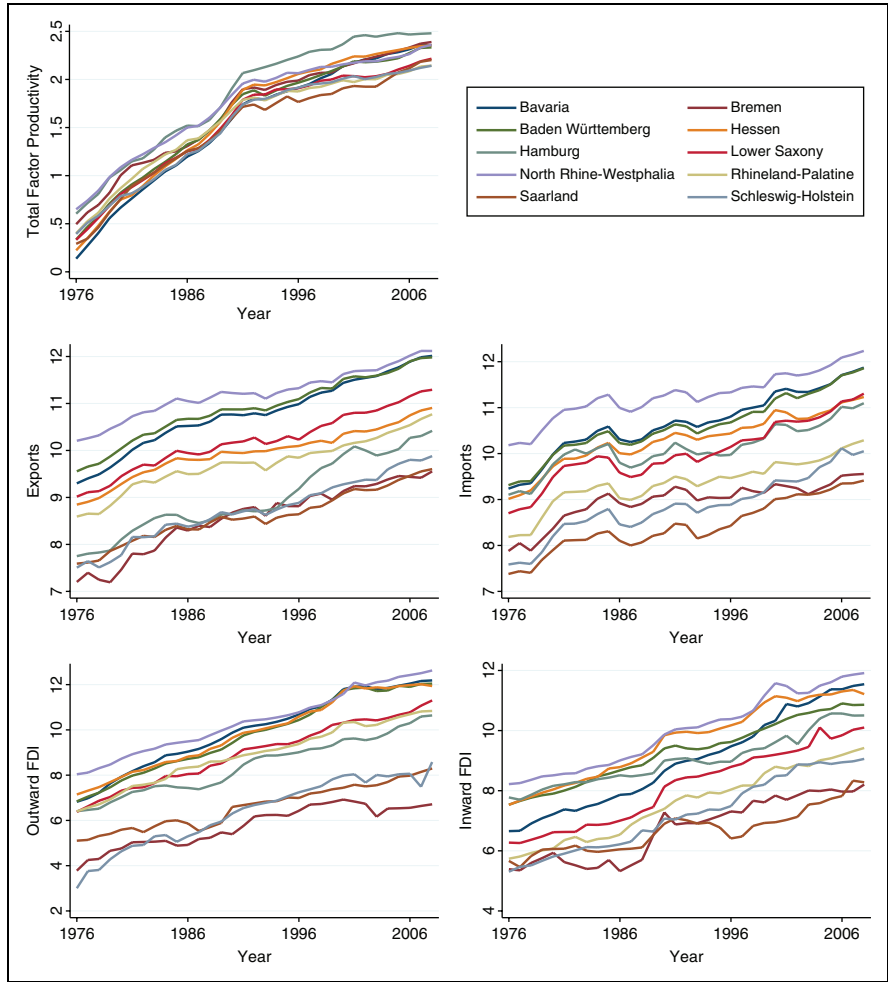 Total Factor Productivity
2.5
2
1.5
1
.5
0
1976 1986 1996 2006
Year
Bavaria Bremen
Baden Württemberg Hessen
Hamburg Lower Saxony
North Rhine-Westphalia Rhineland-Palatine
Saarland Schleswig-Holstein
Exports
12
11
10
9
8
7
1976 1986 1996 2006
Year
Imports
12
11
10
9
8
7
1976 1986 1996 2006
Year
Outward FDI
12
10
8
6
4
2
1976 1986 1996 2006
Year
Inward FDI
12
10
8
6
4
1976 1986 1996 2006
Year